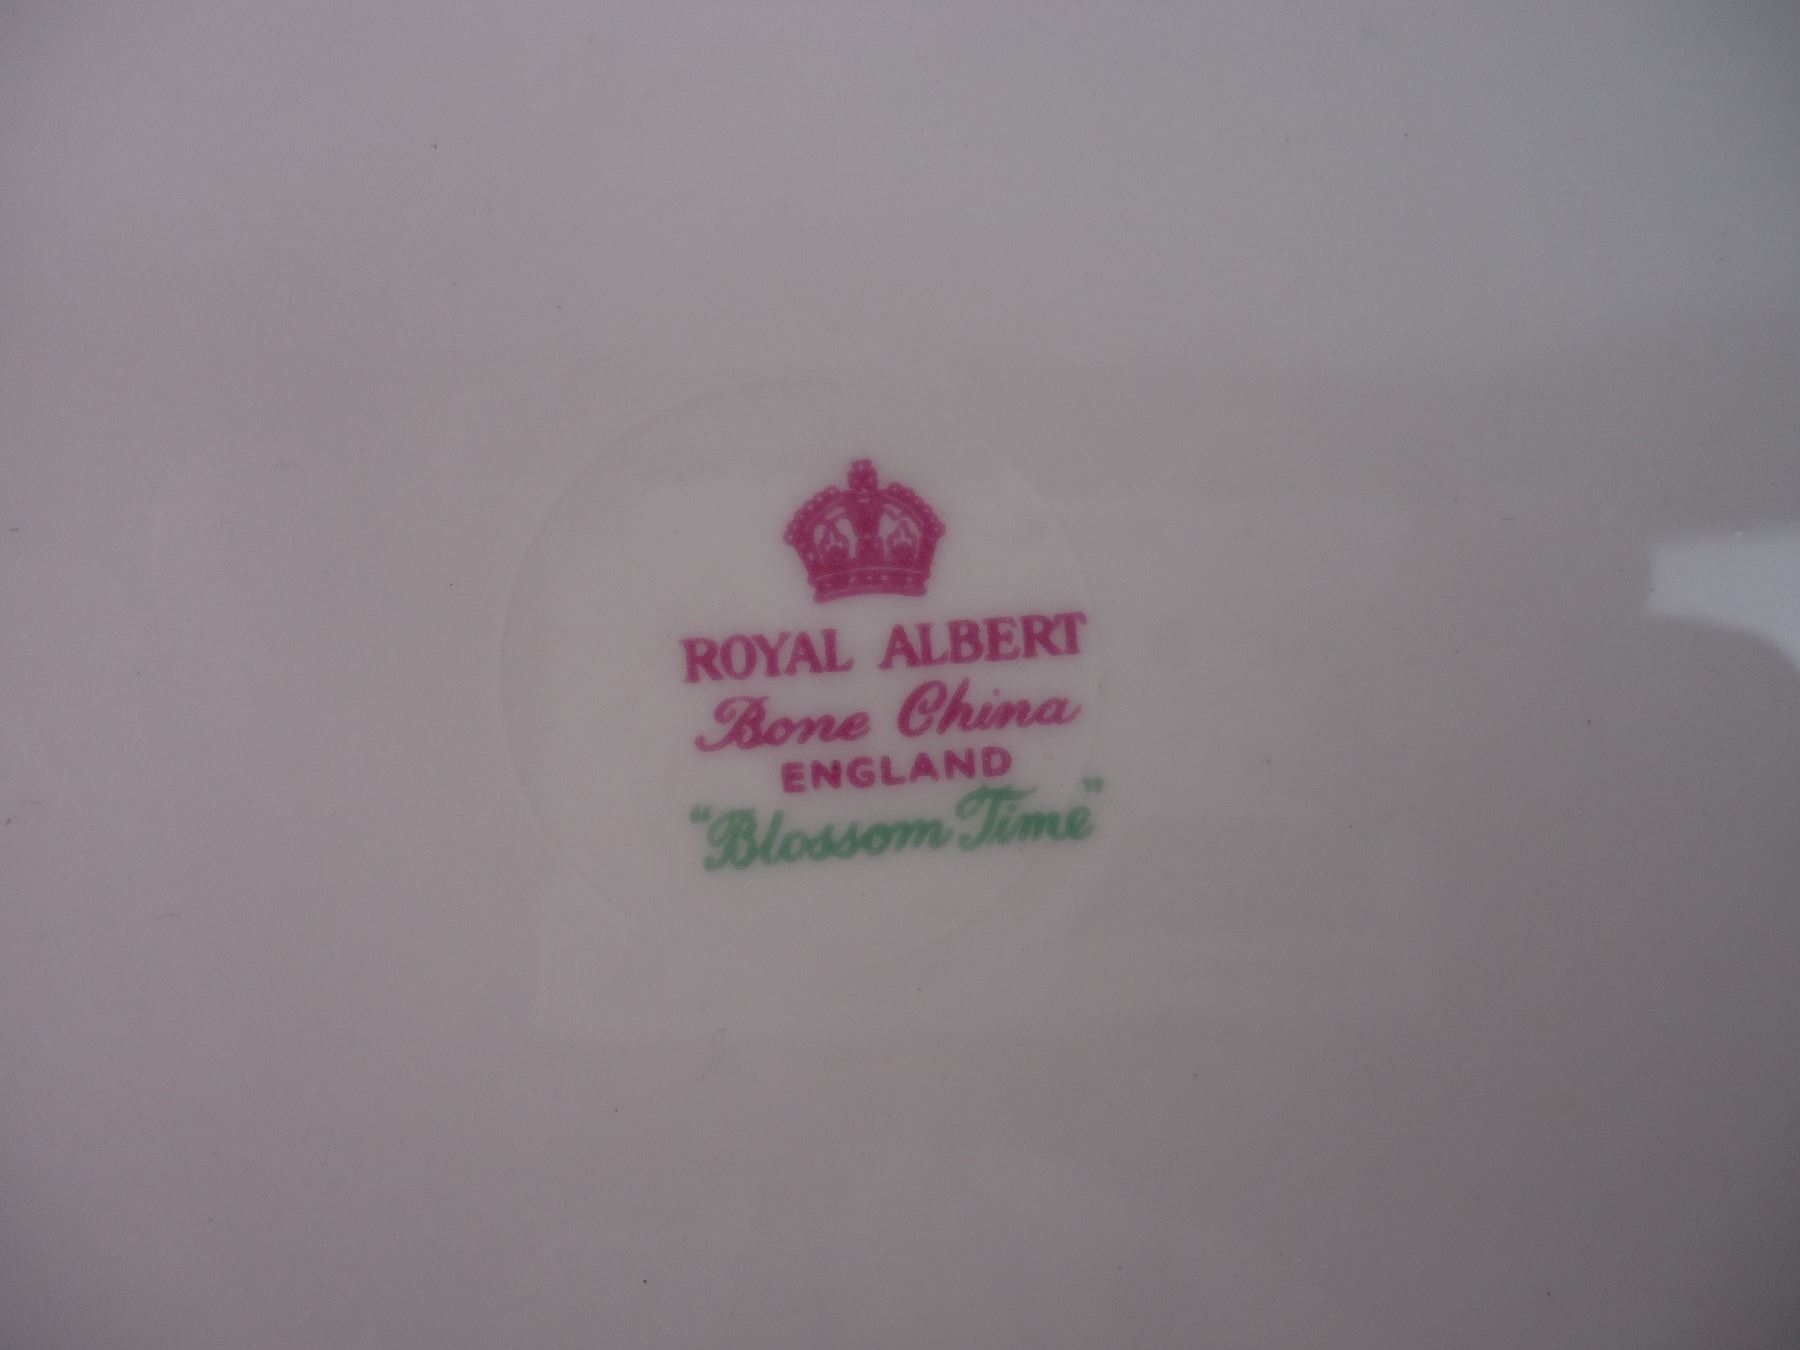 ROYAL ALBERT
Bone China
ENGLAND
"Blossom Time"